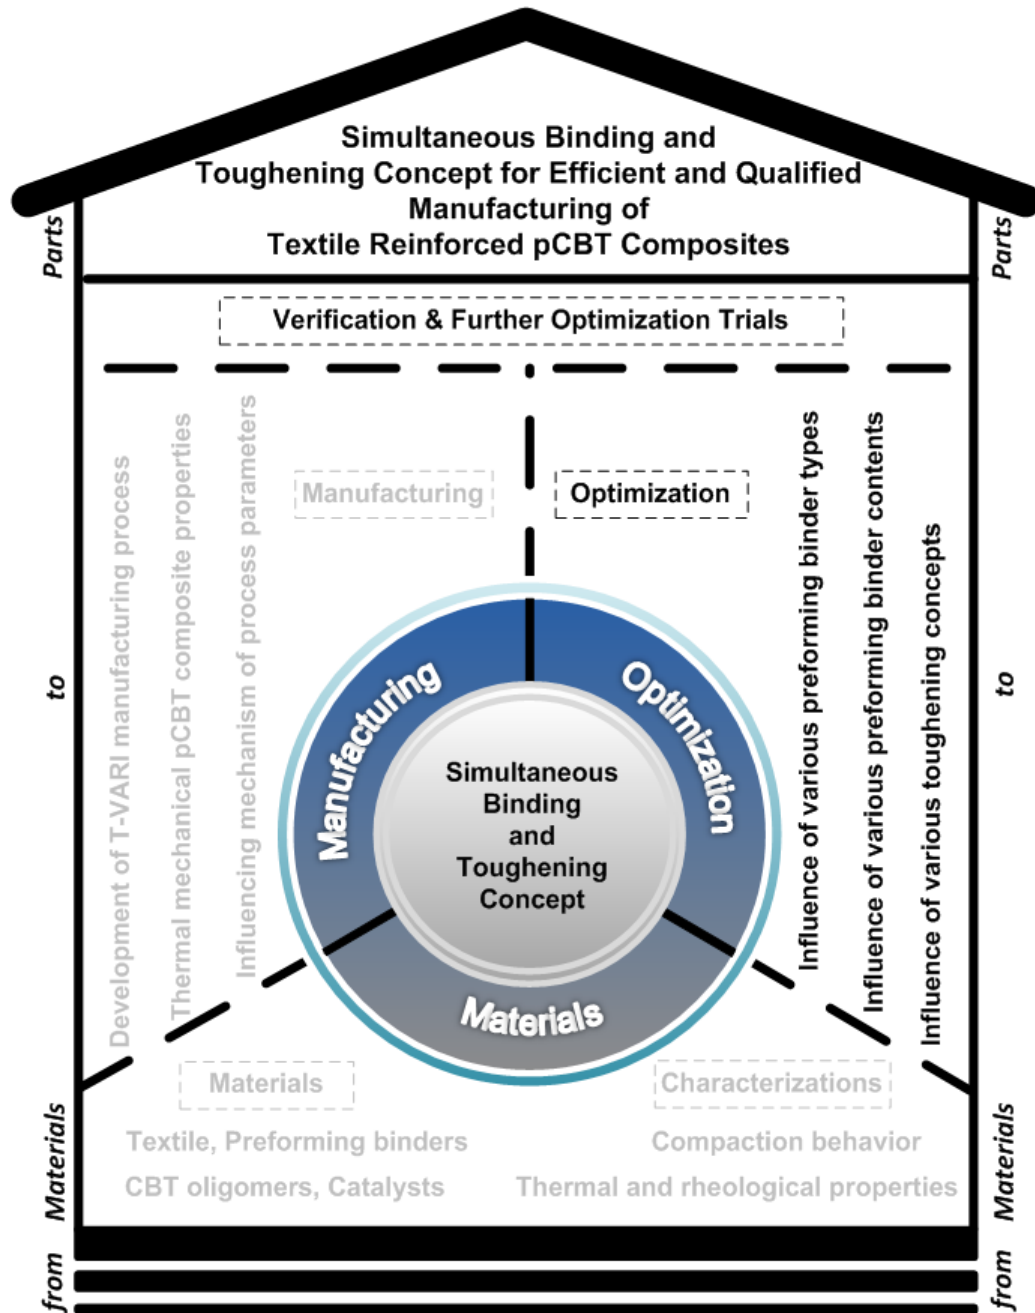 Simultaneous Binding and
Toughening Concept for Efficient and Qualified
Manufacturing of
Textile Reinforced pCBT Composites
Parts
Parts
Verification & Further Optimization Trials
Development of T-VARI manufacturing process
Thermal mechanical pCBT composite properties
Influencing mechanism of process parameters
Manufacturing
Optimization
Influence of various preforming binder types
Influence of various preforming binder contents
Influence of various toughening concepts
to
to
Manufacturing
Optimization
Materials
Simultaneous
Binding
and
Toughening
Concept
Materials
Characterizations
Textile, Preforming binders
Compaction behavior
CBT oligomers, Catalysts
Thermal and rheological properties
Materials
Materials
from
from